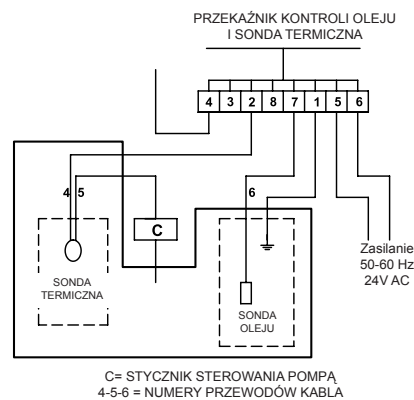 PRZEKAŹNIK KONTROLI OLEJU
I SONDA TERMICZNA
4 3 2 8 7 1 5 6
4 5
6
C
SONDA
TERMICZNA
SONDA
OLEJU
Zasilanie
50-60 Hz
24V AC
C= STYCZNIK STEROWANIA POMPĄ
4-5-6 = NUMERY PRZEWODÓW KABLA